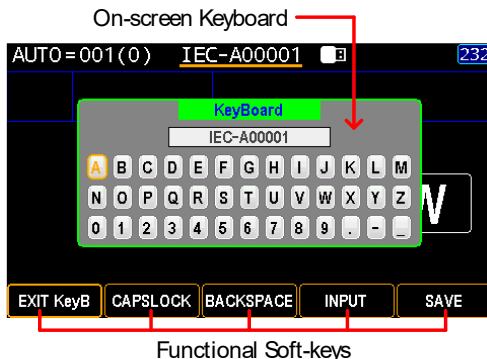 On-screen Keyboard
AUTO=001(0) IEC-A00001 232
KeyBoard
IEC-A00001
A B C D E F G H I J K L M
N O P Q R S T U V W X Y Z
0 1 2 3 4 5 6 7 8 9 . - _
EXIT KeyB CAPSLOCK BACKSPACE INPUT SAVE
Functional Soft-keys